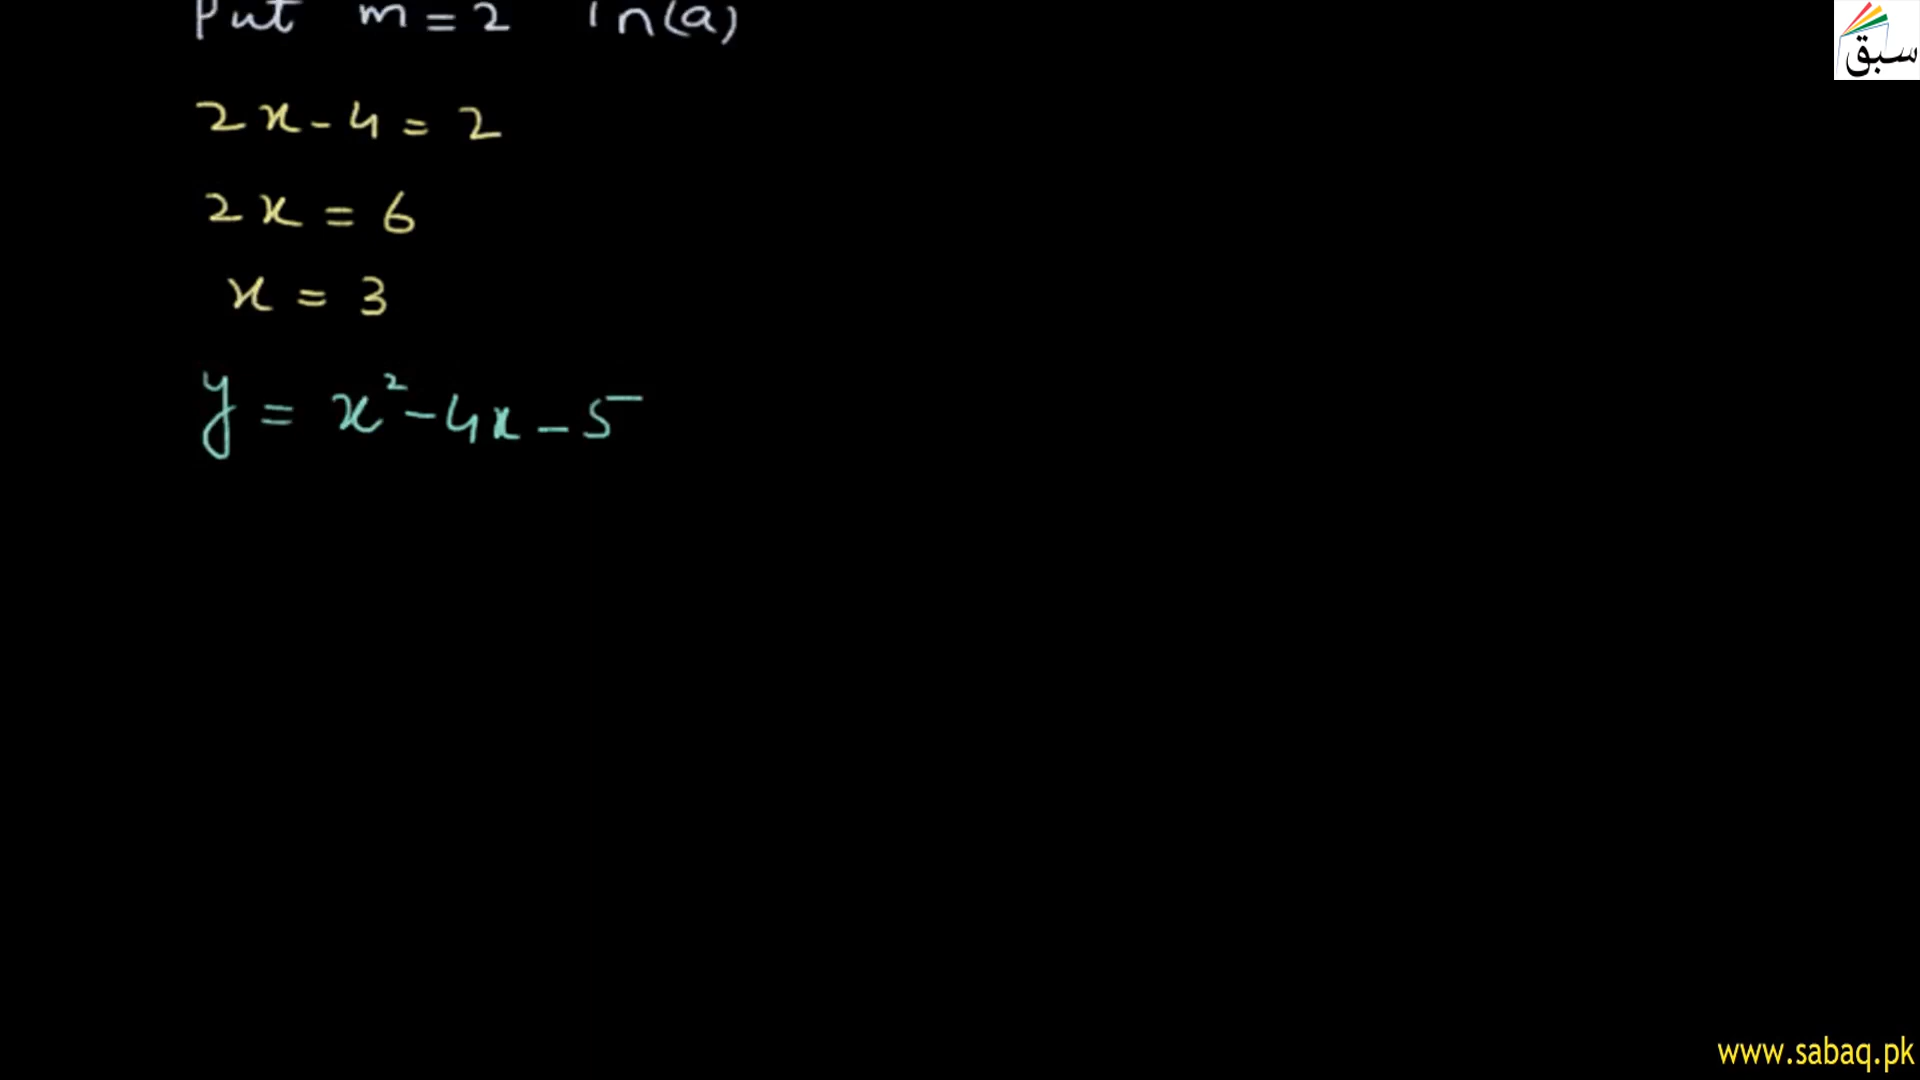 Put m = 2 in (a)
سبق
2x - 4 = 2
2x = 6
x = 3
y = x² - 4x - 5
www.sabaq.pk